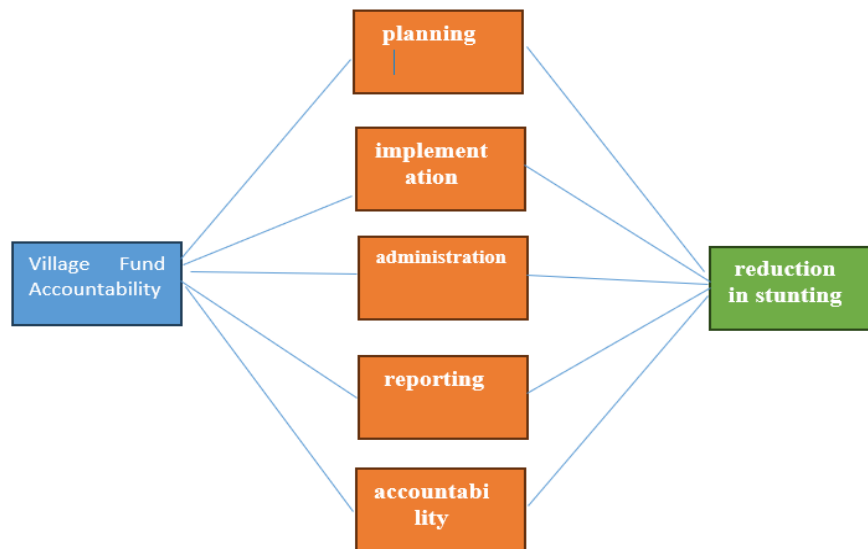 planning
implement
ation
Village Fund
Accountability
administration
reduction
in stunting
reporting
accountabi
lity